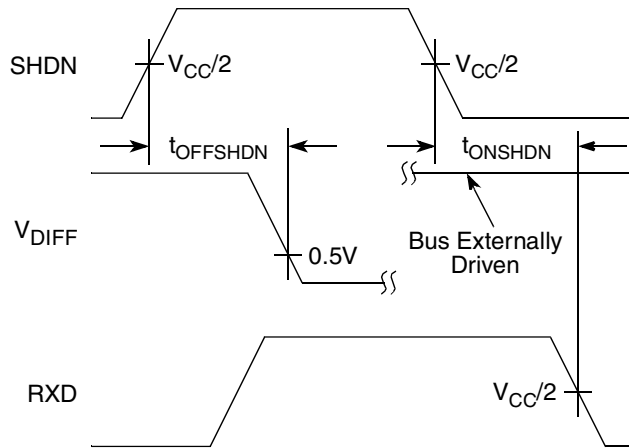 SHDN
VCC/2
VCC/2
tOFFSHDN
tONSHDN
VDIFF
0.5V
Bus Externally
Driven
RXD
VCC/2